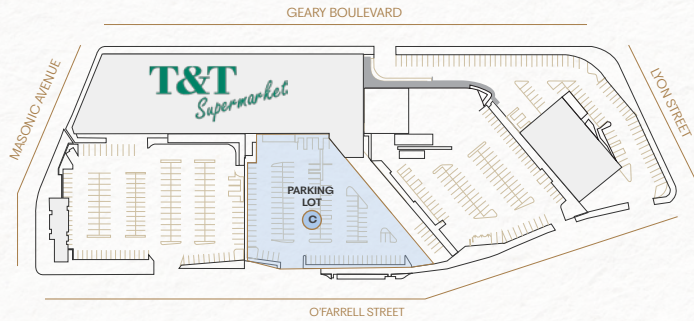 GEARY BOULEVARD
MASONIC AVENUE
T&T
Supermarket
LYON STREET
PARKING
LOT
C
O'FARRELL STREET